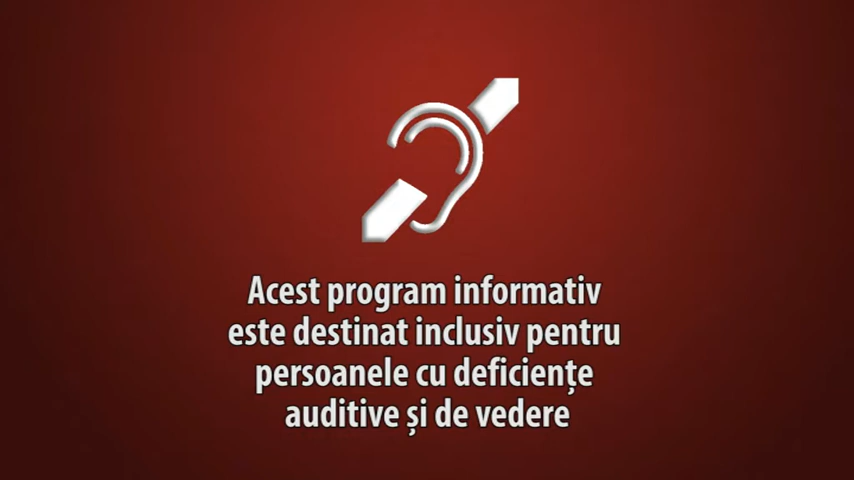 Acest program informativ
este destinat inclusiv pentru
persoanele cu deficiențe
auditive și de vedere